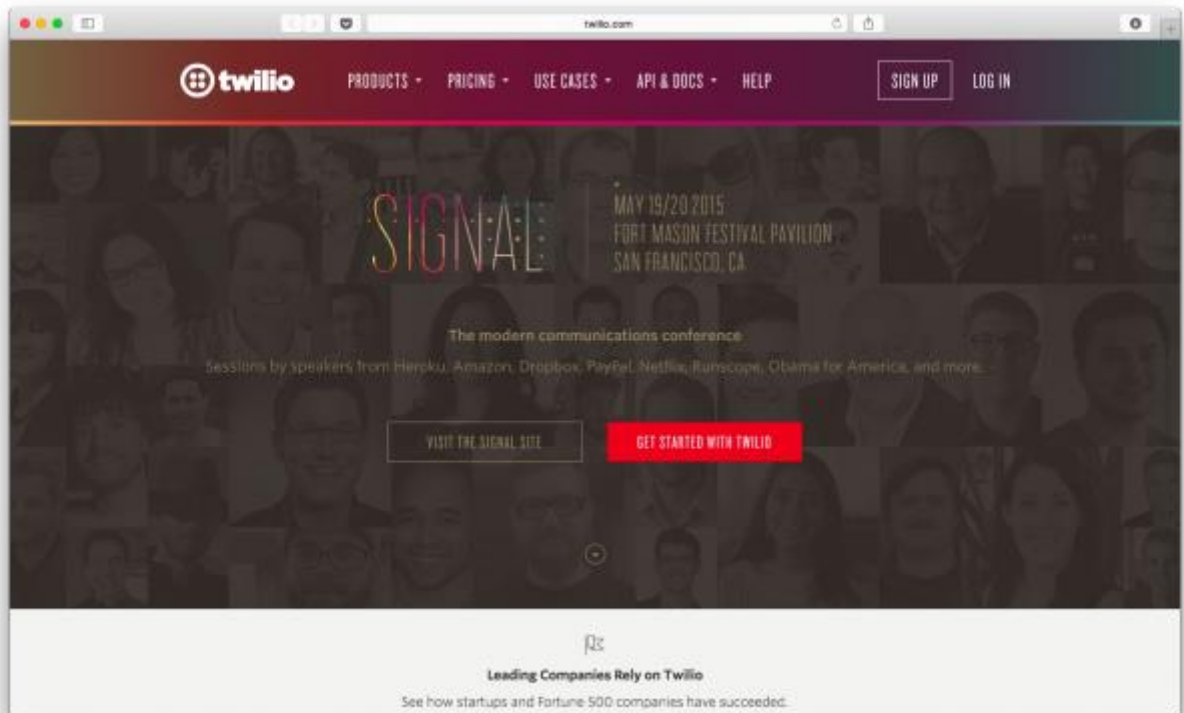 twilio.com
twilio
PRODUCTS
PRICING
USE CASES
API & DOCS
HELP
SIGN UP
LOG IN
SIGNAL
MAY 19/20 2015
FORT MASON FESTIVAL PAVILION
SAN FRANCISCO, CA
The modern communications conference
Sessions by speakers from Heroku, Amazon, Dropbox, PayPal, Netflix, Runscope, Obama for America, and more.
VISIT THE SIGNAL SITE
GET STARTED WITH TWILIO
Leading Companies Rely on Twilio
See how startups and Fortune 500 companies have succeeded.